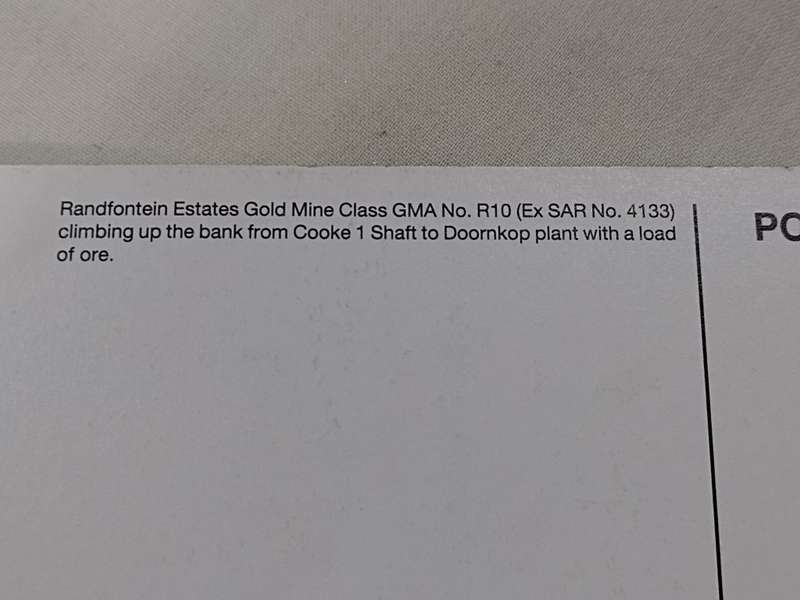 Randfontein Estates Gold Mine Class GMA No. R10 (Ex SAR No. 4133)
climbing up the bank from Cooke 1 Shaft to Doornkop plant with a load
of ore.
PO